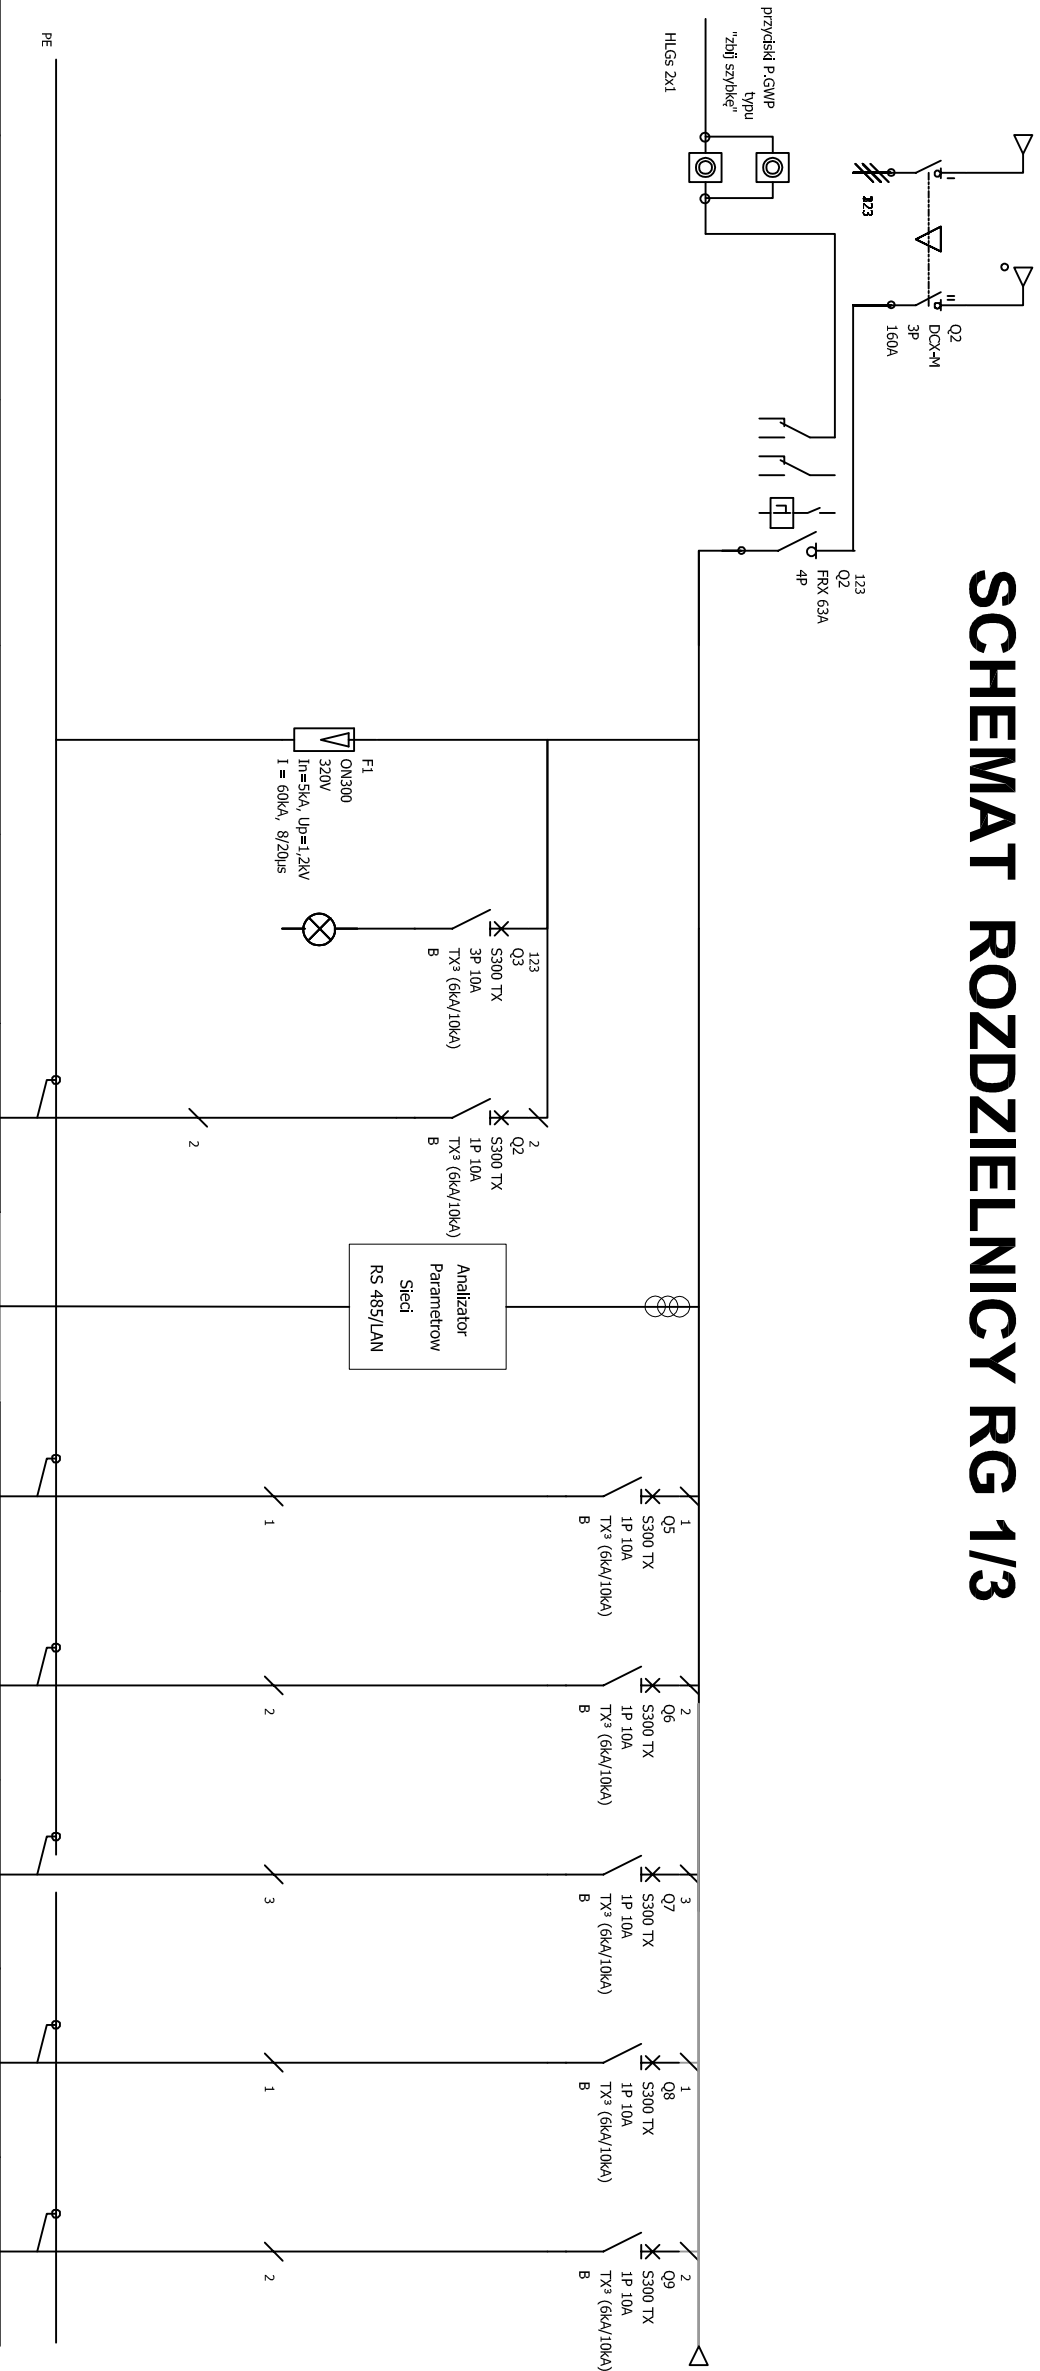 SCHEMAT ROZDZIELNICY RG 1/3
Q2
DCX-M
3P
160A
I
II
123
przyciski P.GWP
typu
"zbij szybkę"
HLGs 2x1
123
Q2
FRX 63A
4P
F1
ON300
320V
In=5kA, Up=1,2kV
I = 60kA, 8/20µs
123
Q3
S300 TX
3P 10A
TX³ (6kA/10kA)
B
2
Q2
S300 TX
1P 10A
TX³ (6kA/10kA)
B
2
Analizator
Parametrow
Sieci
RS 485/LAN
1
Q5
S300 TX
1P 10A
TX³ (6kA/10kA)
B
1
2
Q6
S300 TX
1P 10A
TX³ (6kA/10kA)
B
2
3
Q7
S300 TX
1P 10A
TX³ (6kA/10kA)
B
3
1
Q8
S300 TX
1P 10A
TX³ (6kA/10kA)
B
1
2
Q9
S300 TX
1P 10A
TX³ (6kA/10kA)
B
2
PE